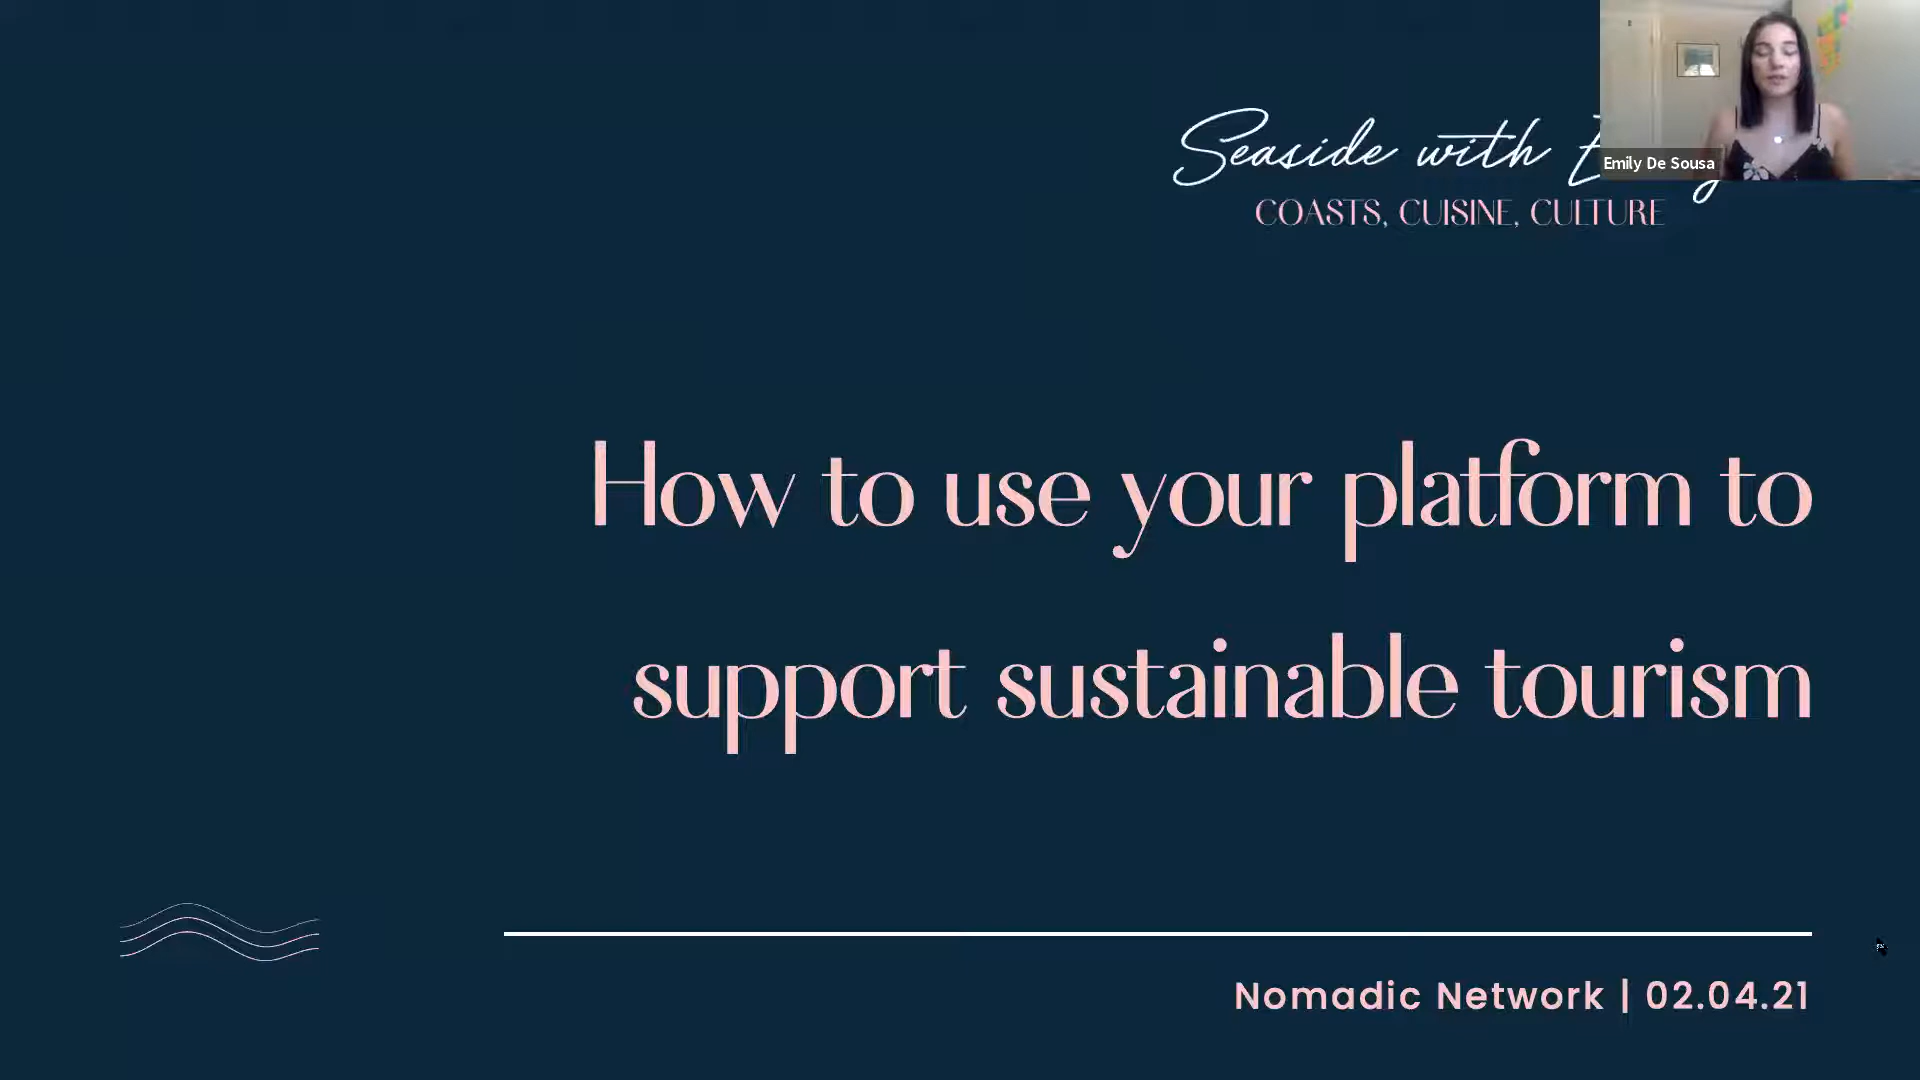 Seaside with
Emily De Sousa
COASTS, CUISINE, CULTURE
How to use your platform to
support sustainable tourism
Nomadic Network | 02.04.21